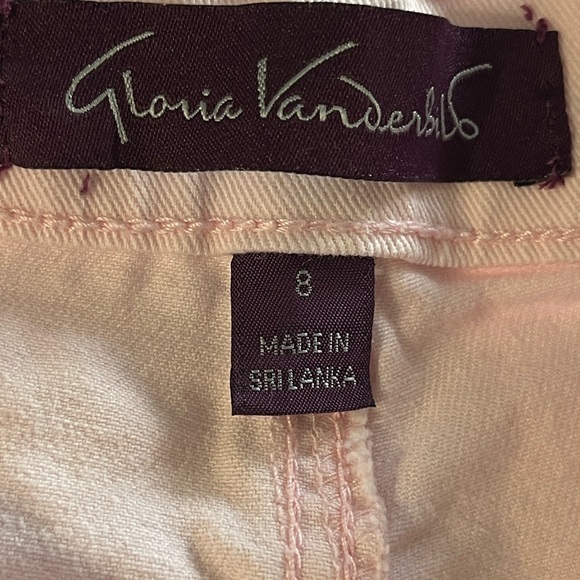 Gloria Vanderbilt
8
MADE IN
SRI LANKA